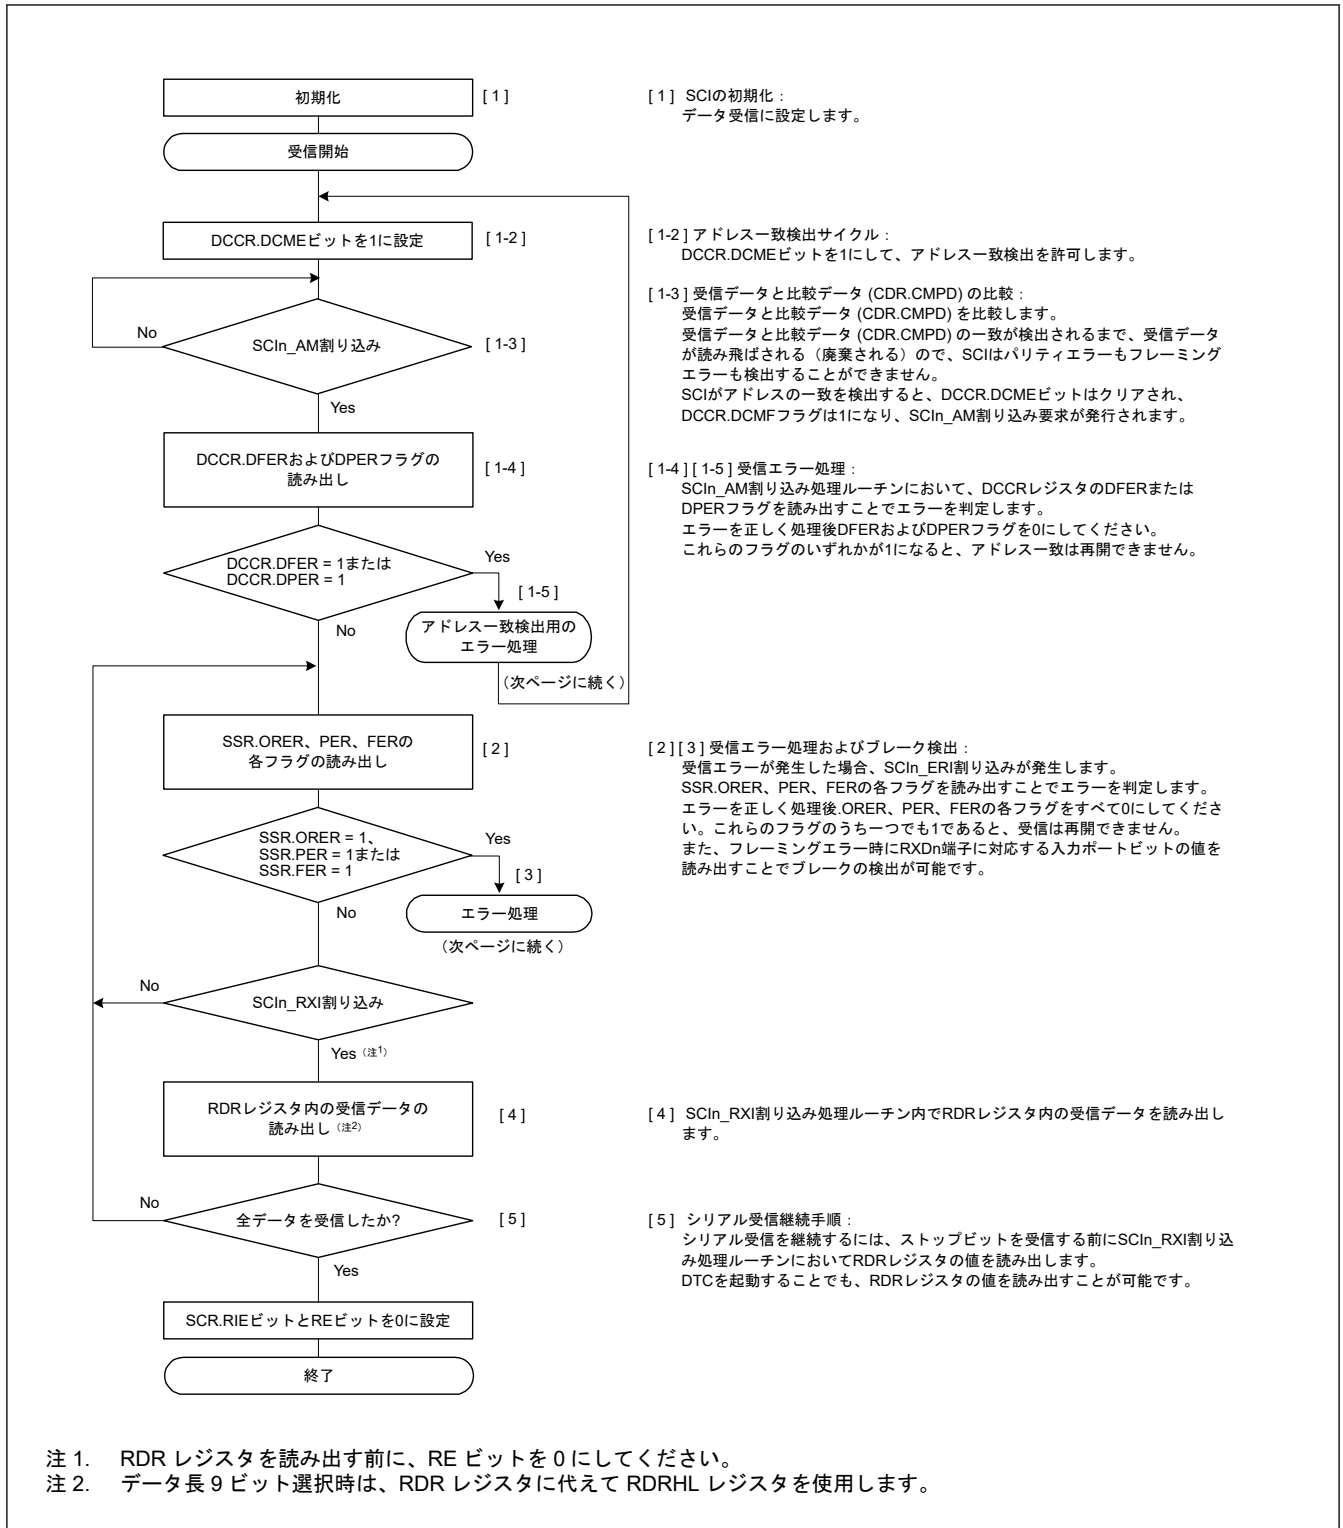 初期化
[ 1 ]
[ 1 ] SCIの初期化：
データ受信に設定します。
受信開始
DCCR.DCMEビットを1に設定
[ 1-2 ]
[ 1-2 ] アドレス一致検出サイクル：
DCCR.DCMEビットを1にして、アドレス一致検出を許可します。
No
SCIn_AM割り込み
[ 1-3 ]
Yes
[ 1-3 ] 受信データと比較データ (CDR.CMPD) の比較：
受信データと比較データ (CDR.CMPD) を比較します。
受信データと比較データ (CDR.CMPD) の一致が検出されるまで、受信データ
が読み飛ばされる（廃棄される）ので、SCIはパリティエラーもフレーミング
エラーも検出することができません。
SCIがアドレスの一致を検出すると、DCCR.DCMEビットはクリアされ、
DCCR.DCMFフラグは1になり、SCIn_AM割り込み要求が発行されます。
DCCR.DFERおよびDPERフラグの
読み出し
[ 1-4 ]
[ 1-4 ] [ 1-5 ] 受信エラー処理：
SCIn_AM割り込み処理ルーチンにおいて、DCCRレジスタのDFERまたは
DPERフラグを読み出すことでエラーを判定します。
エラーを正しく処理後DFERおよびDPERフラグを0にしてください。
これらのフラグのいずれかが1になると、アドレス一致は再開できません。
DCCR.DFER = 1または
DCCR.DPER = 1
Yes
[ 1-5 ]
No
アドレス一致検出用の
エラー処理
（次ページに続く）
SSR.ORER、PER、FERの
各フラグの読み出し
[ 2 ]
[ 2 ] [ 3 ] 受信エラー処理およびブレーク検出：
受信エラーが発生した場合、SCIn_ERI割り込みが発生します。
SSR.ORER、PER、FERの各フラグを読み出すことでエラーを判定します。
エラーを正しく処理後.ORER、PER、FERの各フラグをすべて0にしてくださ
い。これらのフラグのうち一つでも1であると、受信は再開できません。
また、フレーミングエラー時にRXDn端子に対応する入力ポートビットの値を
読み出すことでブレークの検出が可能です。
SSR.ORER = 1、
SSR.PER = 1または
SSR.FER = 1
Yes
[ 3 ]
No
エラー処理
（次ページに続く）
No
SCIn_RXI割り込み
Yes（注1）
RDRレジスタ内の受信データの
読み出し（注2）
[ 4 ]
[ 4 ] SCIn_RXI割り込み処理ルーチン内でRDRレジスタ内の受信データを読み出し
ます。
No
全データを受信したか?
[ 5 ]
Yes
[ 5 ] シリアル受信継続手順：
シリアル受信を継続するには、ストップビットを受信する前にSCIn_RXI割り込
み処理ルーチンにおいてRDRレジスタの値を読み出します。
DTCを起動することでも、RDRレジスタの値を読み出すことが可能です。
SCR.RIEビットとREビットを0に設定
終了
注 1. RDR レジスタを読み出す前に、RE ビットを 0 にしてください。
注 2. データ長 9 ビット選択時は、RDR レジスタに代えて RDRHL レジスタを使用します。